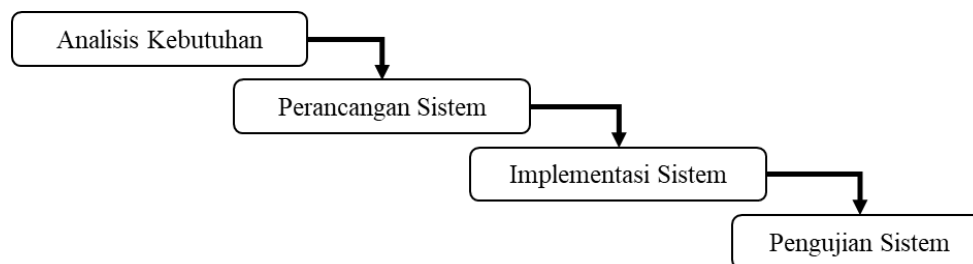 Analisis Kebutuhan
Perancangan Sistem
Implementasi Sistem
Pengujian Sistem